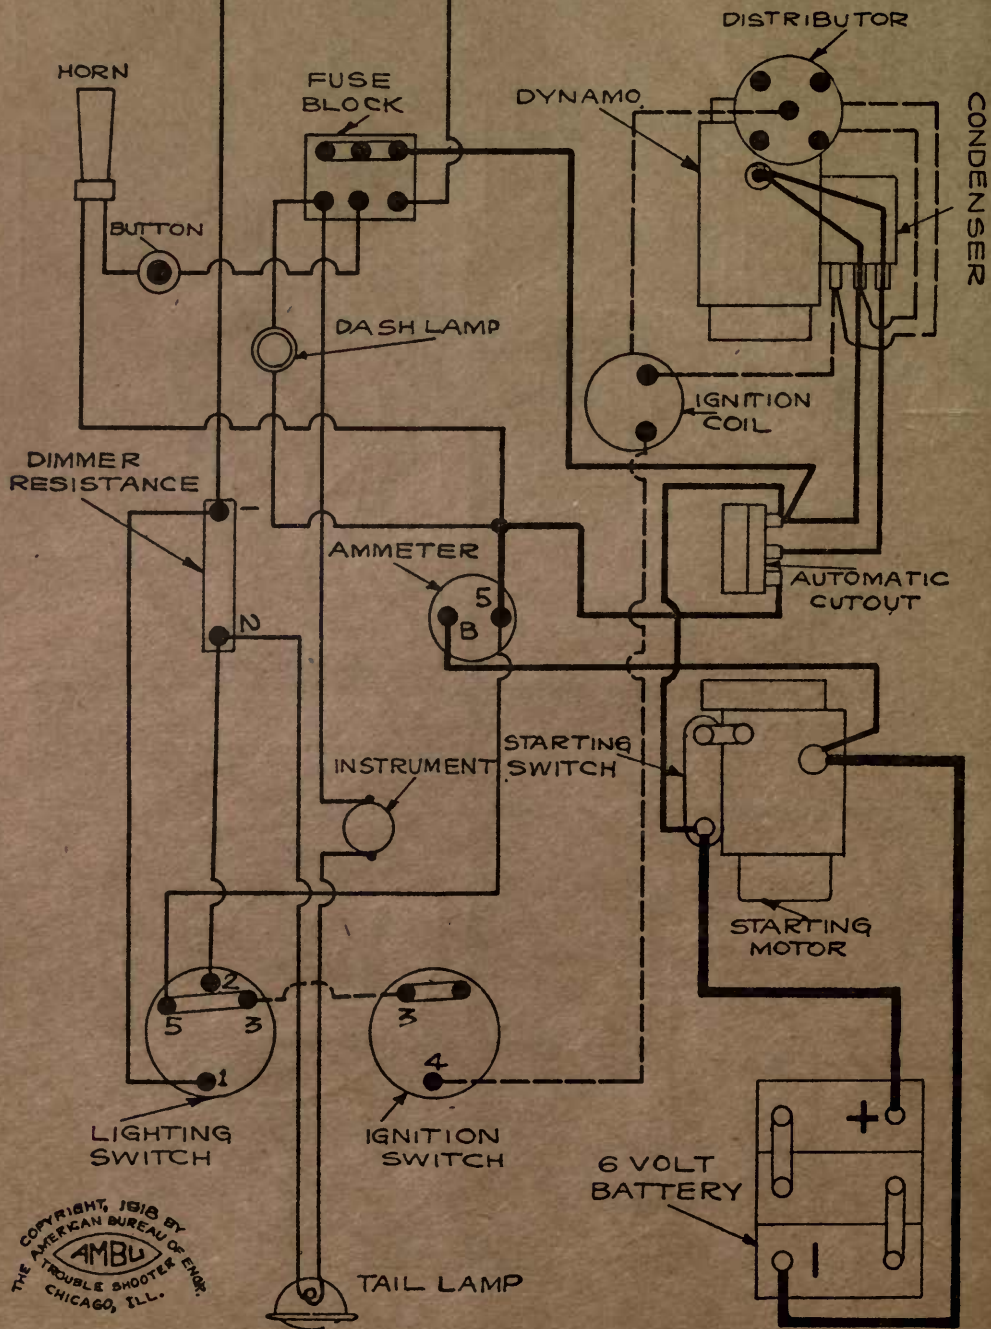 DISTRIBUTOR
HORN
FUSE
BLOCK
DYNAMO
CONDENSER
BUTTON
DASH LAMP
IGNITION
COIL
DIMMER
RESISTANCE
1
AMMETER
5
B
AUTOMATIC
CUTOUT
2
STARTING
SWITCH
INSTRUMENT
STARTING
MOTOR
2
5
3
1
3
4
LIGHTING
SWITCH
IGNITION
SWITCH
6 VOLT
BATTERY
+
–
COPYRIGHT, 1918 BY
THE AMERICAN BUREAU OF ENGR.
AMBU
TROUBLE SHOOTER
CHICAGO, ILL.
TAIL LAMP